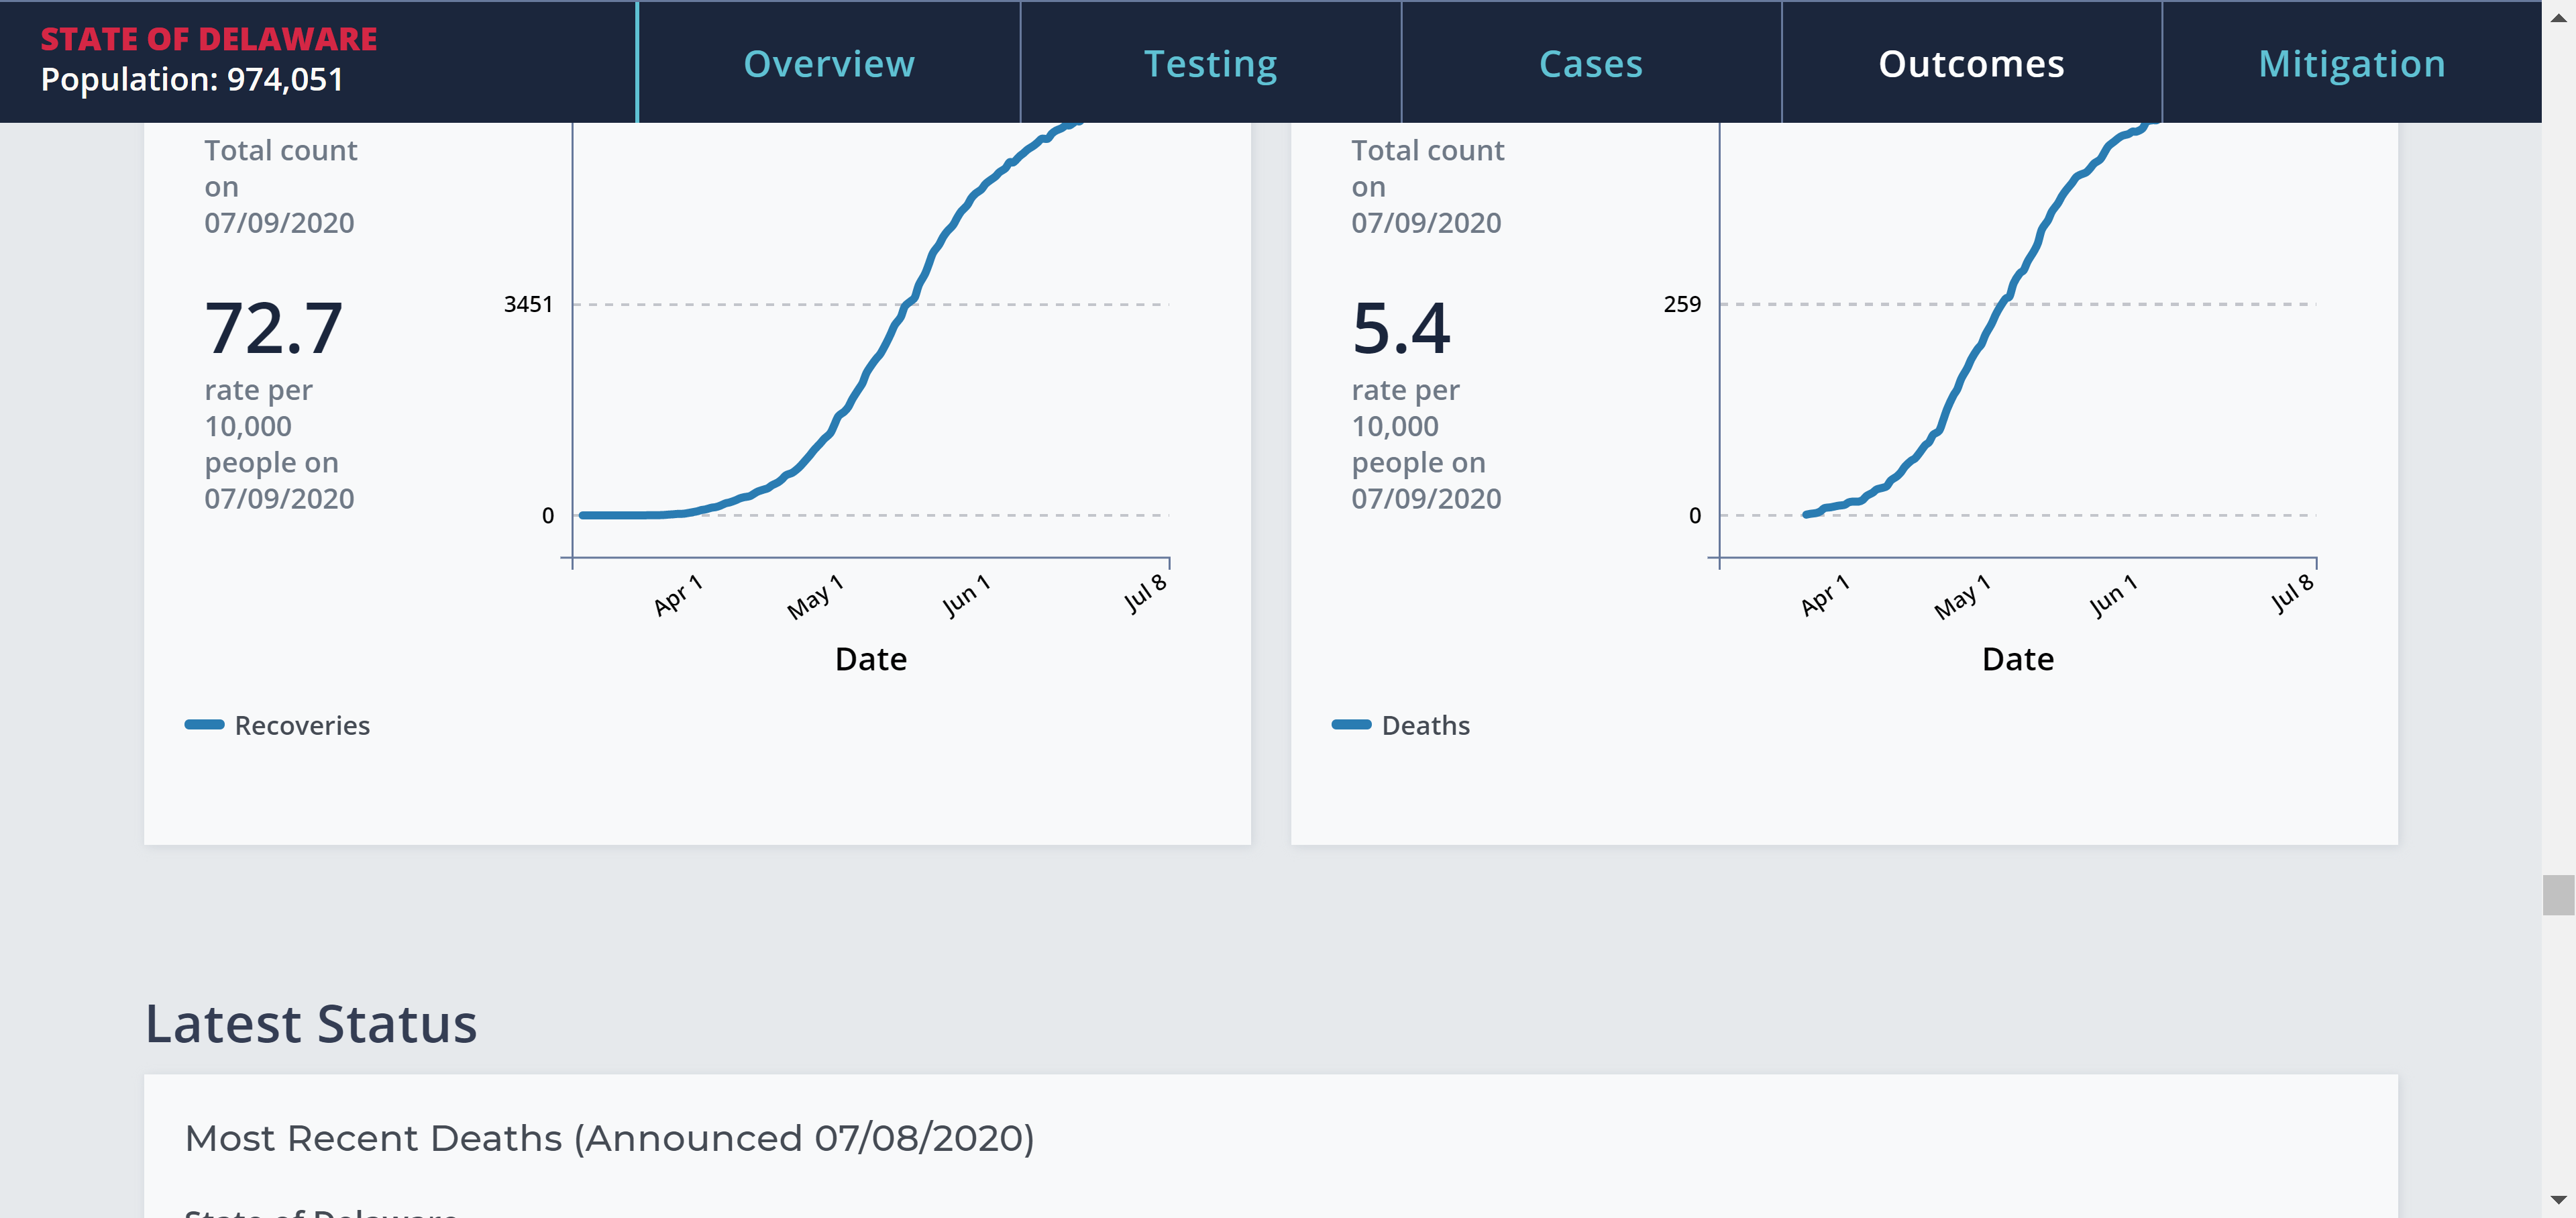 STATE OF DELAWARE
Population: 974,051
Overview
Testing
Cases
Outcomes
Mitigation
Total count
on
07/09/2020
72.7
rate per
10,000
people on
07/09/2020
3451
0
Apr 1
May 1
Jun 1
Jul 8
Date
Recoveries
Total count
on
07/09/2020
5.4
rate per
10,000
people on
07/09/2020
259
0
Apr 1
May 1
Jun 1
Jul 8
Date
Deaths
Latest Status
Most Recent Deaths (Announced 07/08/2020)
State of Delaware